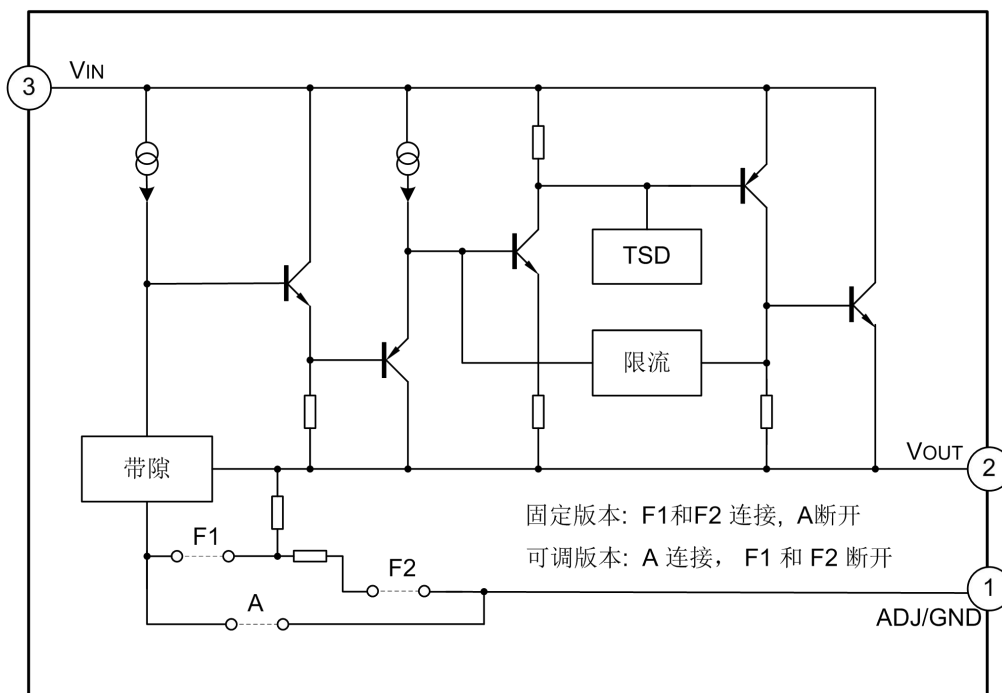 VIN
3
TSD
限流
带隙
VOUT
2
固定版本: F1和F2 连接, A断开
F1
可调版本: A 连接， F1 和 F2 断开
F2
1
A
ADJ/GND